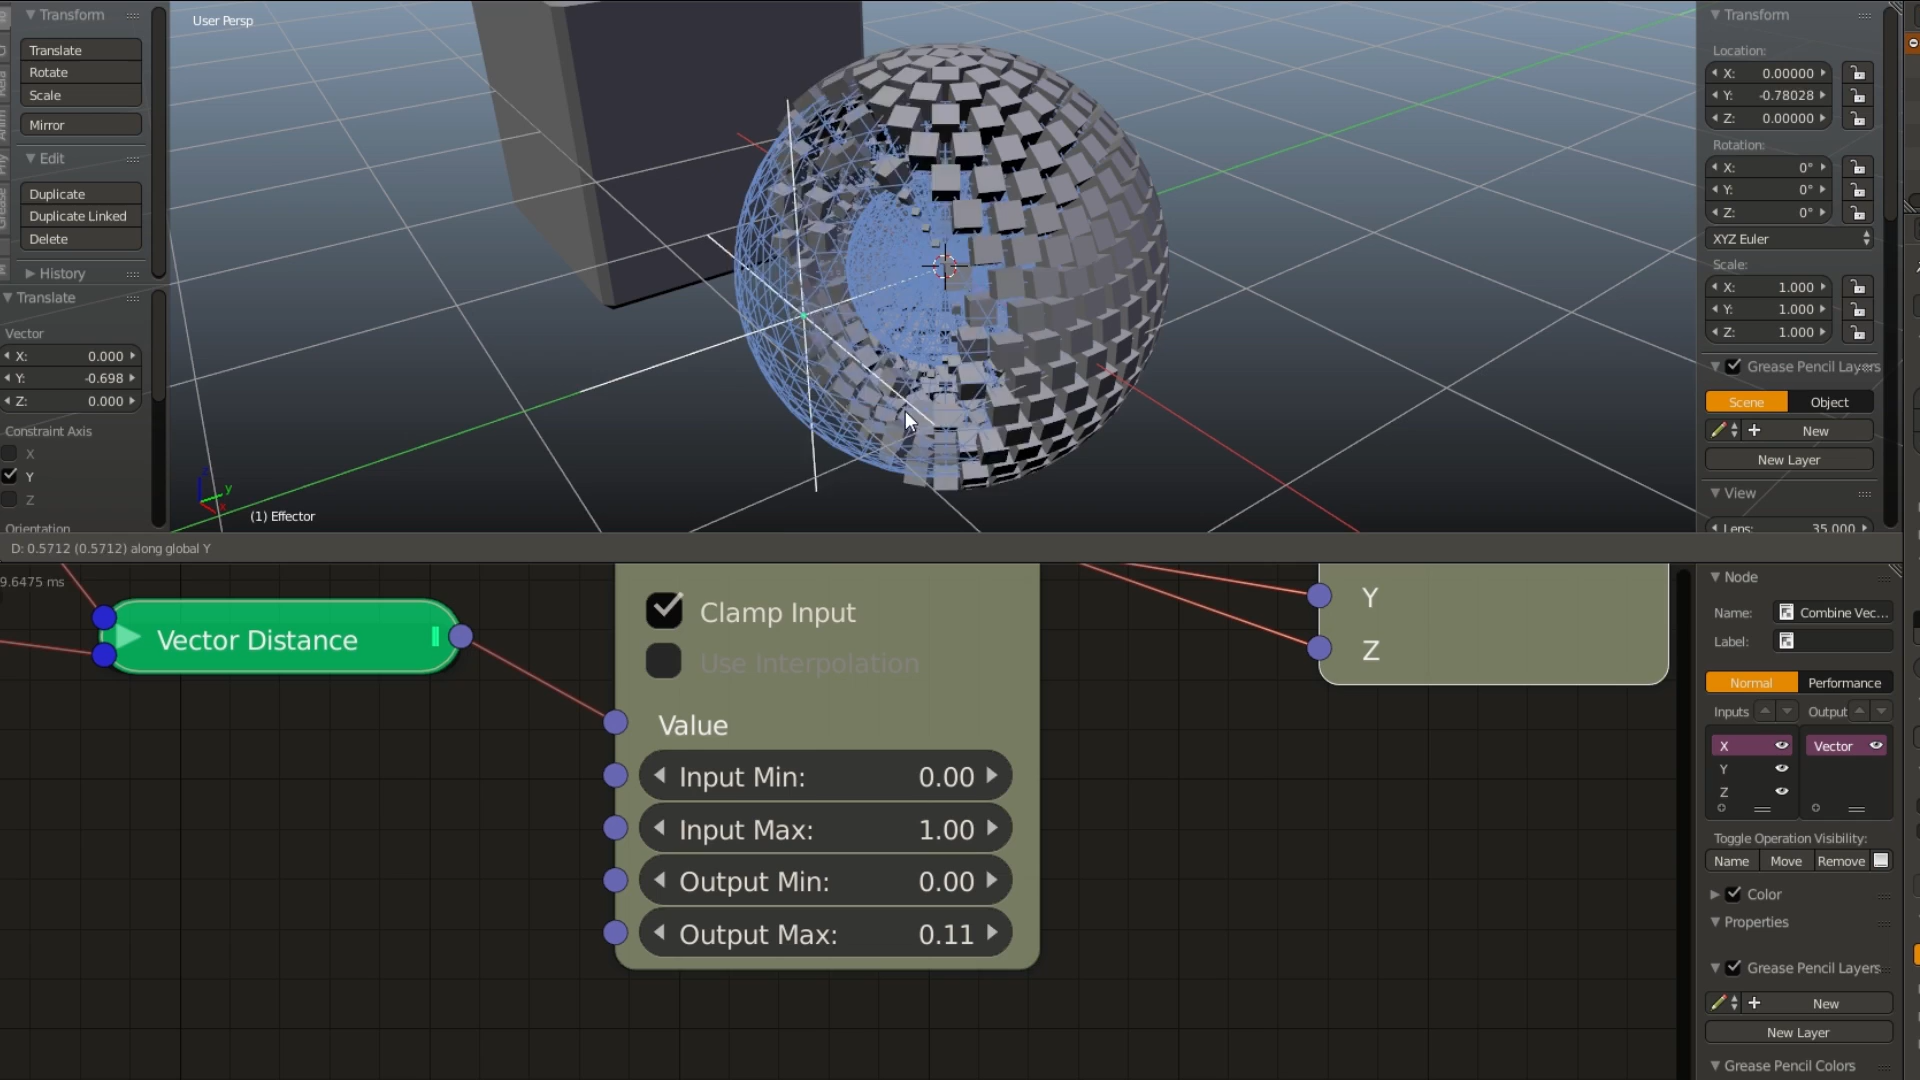 Transform
Translate
Rotate
Scale
Mirror
Edit
Duplicate
Duplicate Linked
Delete
History
Translate
Vector
X: 0.000
Y: -0.698
Z: 0.000
Constraint Axis
X
Y
Z
Orientation
User Persp
y
(1) Effector
Transform
Location:
X: 0.00000
Y: -0.78028
Z: 0.00000
Rotation:
X: 0°
Y: 0°
Z: 0°
XYZ Euler
Scale:
X: 1.000
Y: 1.000
Z: 1.000
Grease Pencil Layers
Scene Object
New
New Layer
View
Lens: 35.000
D: 0.5712 (0.5712) along global Y
9.6475 ms
Vector Distance
Clamp Input
Use Interpolation
Value
Input Min: 0.00
Input Max: 1.00
Output Min: 0.00
Output Max: 0.11
Y
Z
Node
Name: Combine Vec...
Label:
Normal Performance
Inputs Output
X Vector
Y
Z
Toggle Operation Visibility:
Name Move Remove
Color
Properties
Grease Pencil Layers
New
New Layer
Grease Pencil Colors